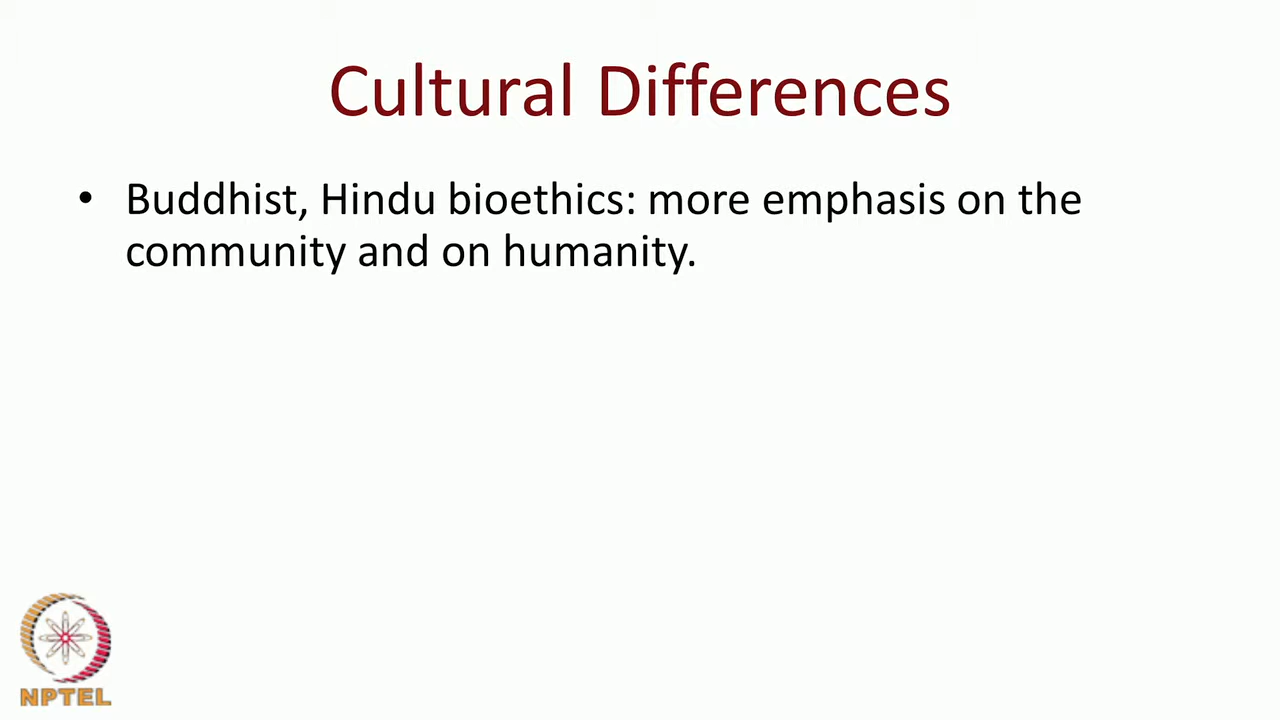 Cultural Differences
• Buddhist, Hindu bioethics: more emphasis on the
community and on humanity.
NPTEL